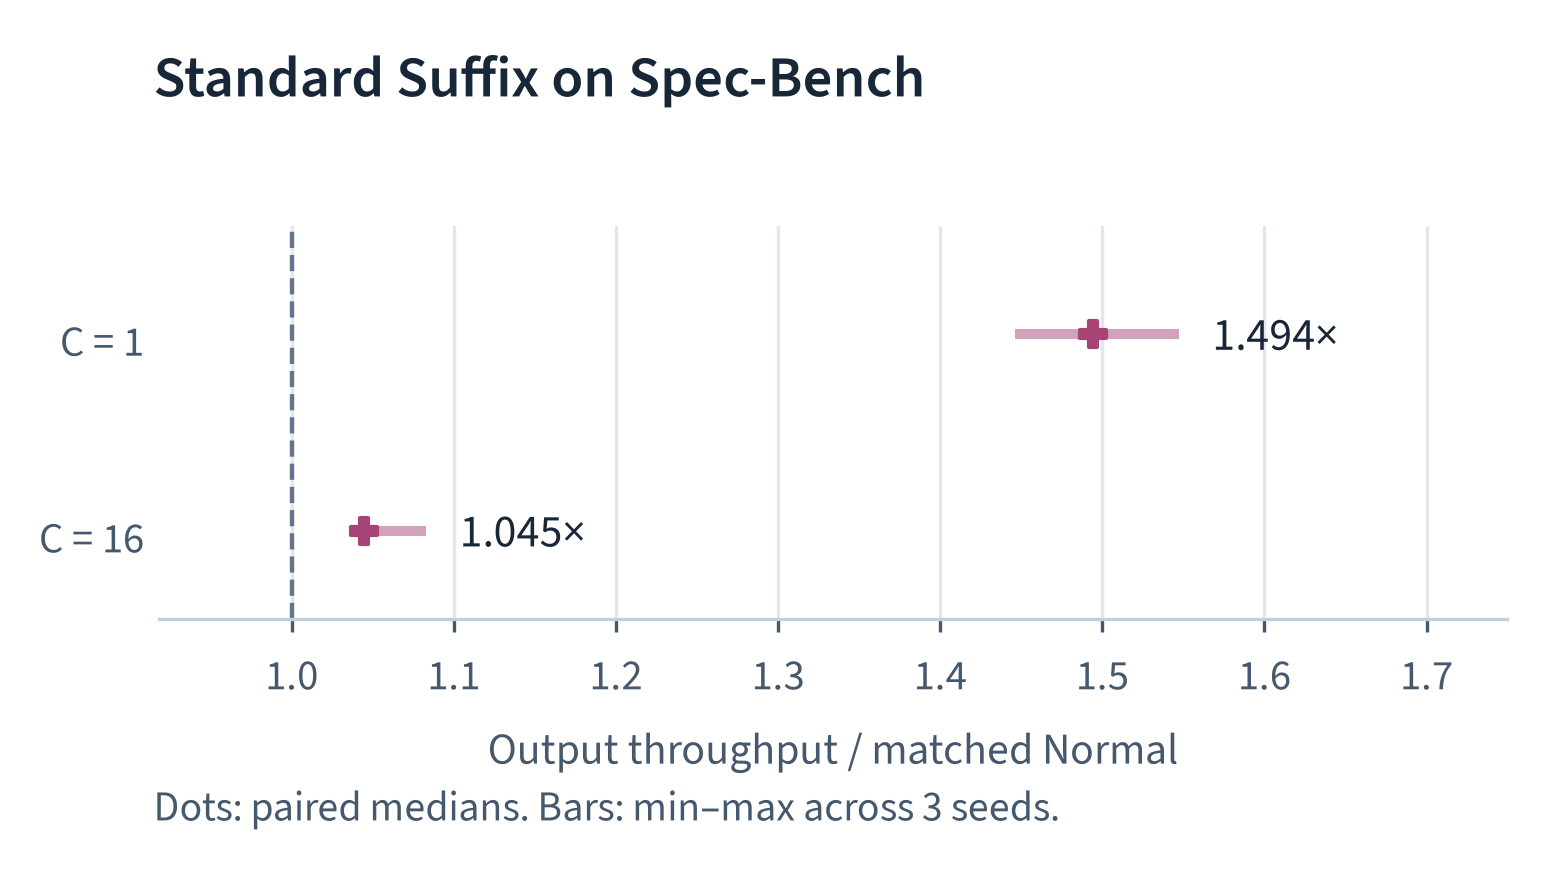 Standard Suffix on Spec-Bench
C = 1
1.494×
C = 16
1.045×
1.0 1.1 1.2 1.3 1.4 1.5 1.6 1.7
Output throughput / matched Normal
Dots: paired medians. Bars: min–max across 3 seeds.